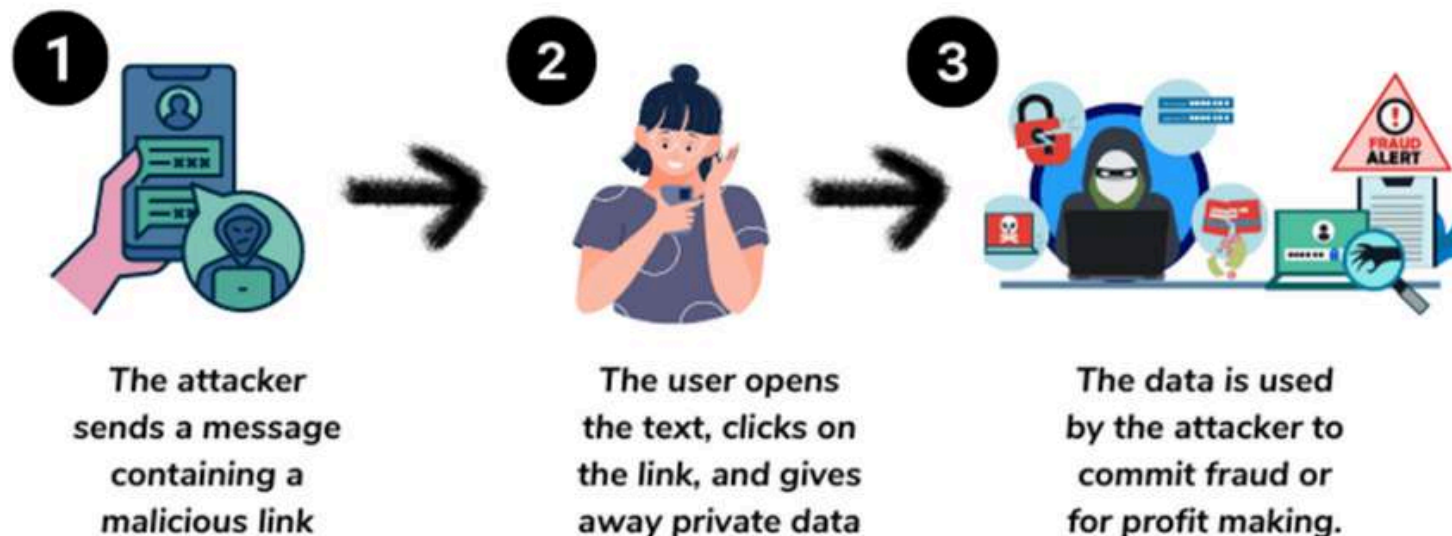 1
The attacker
sends a message
containing a
malicious link
2
The user opens
the text, clicks on
the link, and gives
away private data
3
FRAUD
ALERT
The data is used
by the attacker to
commit fraud or
for profit making.